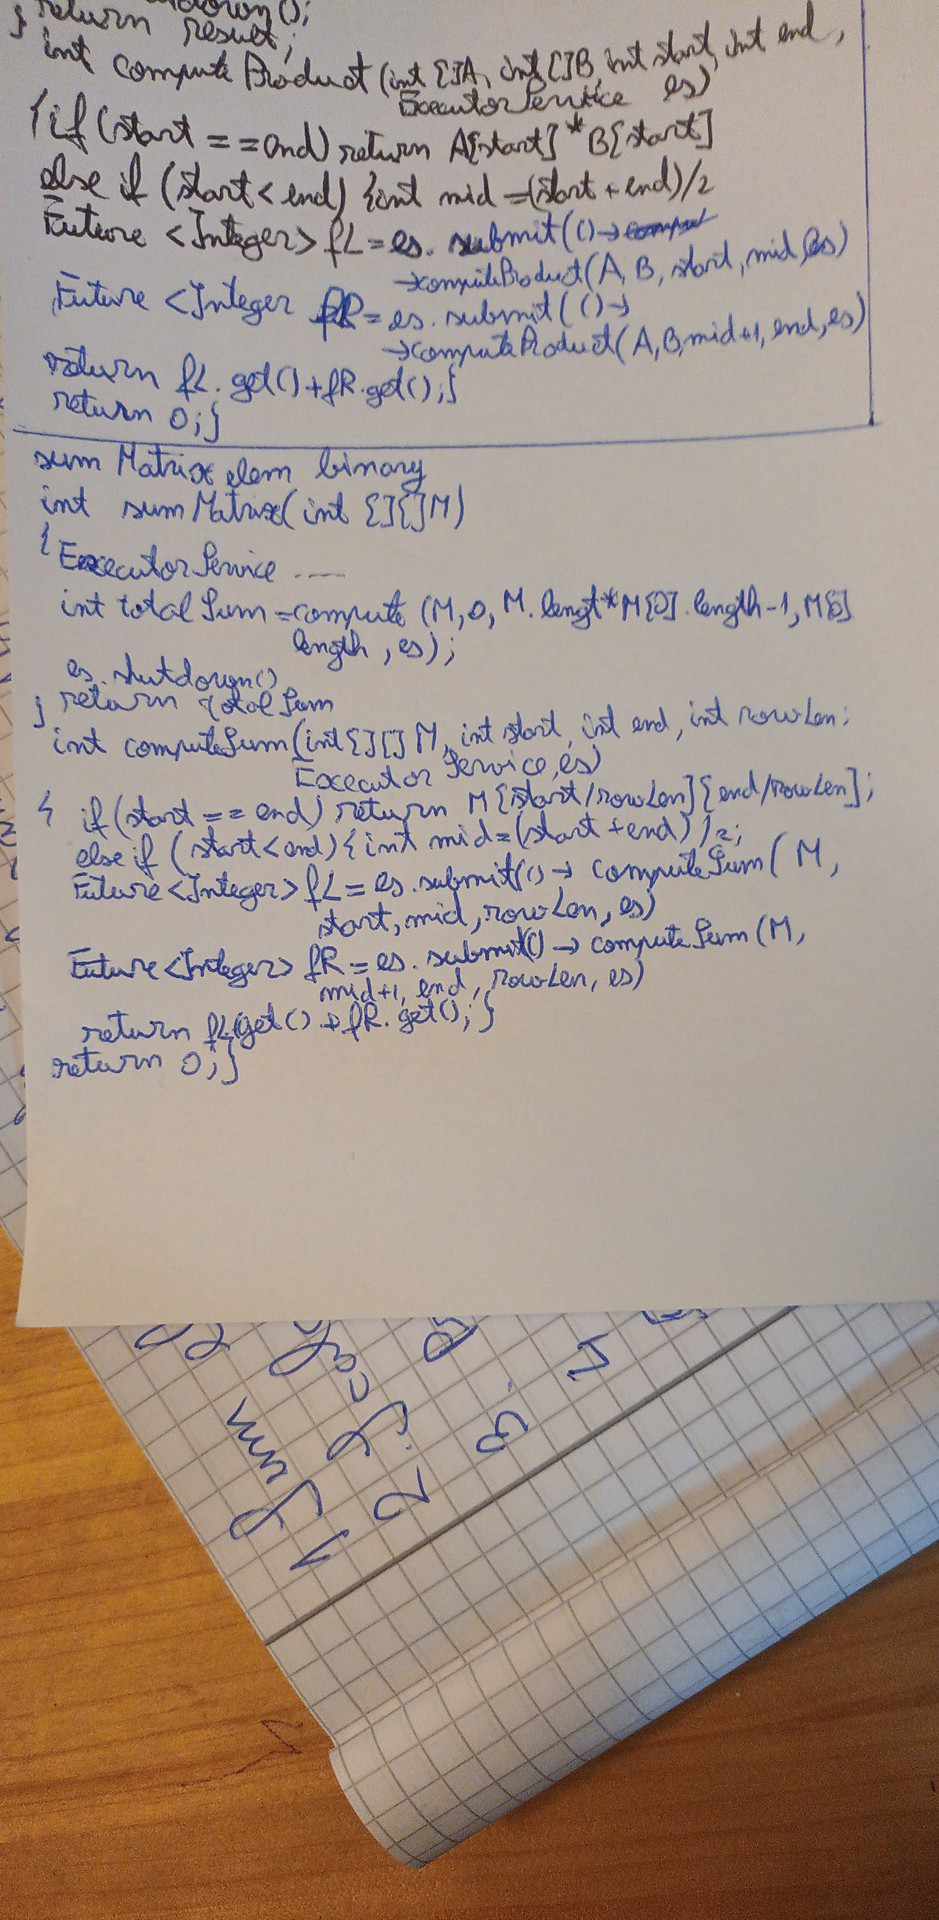 down();
} return result;
int computeProduct(int []A, int []B, int start, int end,
ExecutorService es)
{if(start == end) return A[start]*B[start]
else if (start < end) {int mid =(start + end)/2
Future <Integer> fL = es. submit(()→
→computeProduct(A, B, start, mid, es)
Future <Integer fR = es. submit(()→
→computeProduct(A, B, mid+1, end, es)
return fL. get()+fR.get();}
return 0;}
sum Matrix elem binary
int sumMatrix(int [][]M)
{ExecutorService ----
int totalSum =compute (M, 0, M. lengt*M[0]. length-1, M[0]
length, es);
es. shutdown()
} return totalSum
int computeSum(int[][] M, int start, int end, int rowLen;
Executor Service, es)
{ if(start == end) return M[start/rowLen][end/rowLen];
else if (start<end){int mid=(start +end)/2;
Future<Integer> fL = es.submit(()→ computeSum( M,
start, mid, rowLen, es)
Future<Integer> fR = es. submit(()→ computeSum (M,
mid+1, end, rowLen, es)
return fL.get()+fR. get();}
return 0;}